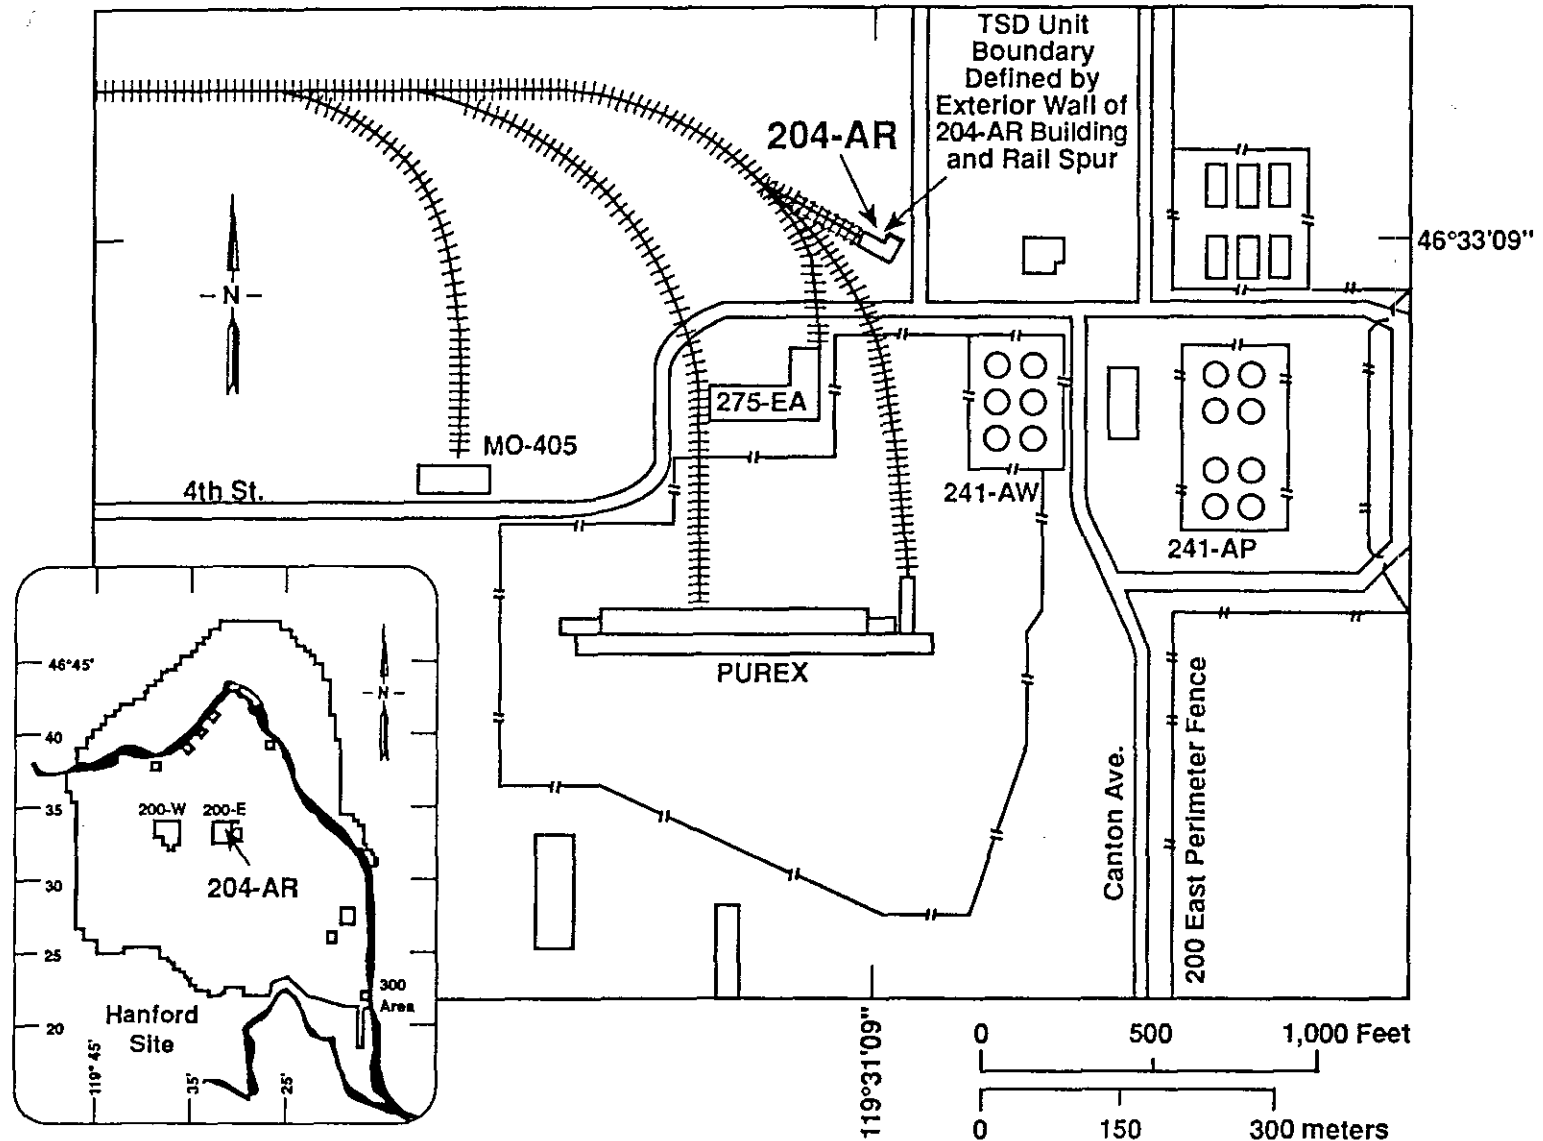 TSD Unit
Boundary
Defined by
Exterior Wall of
204-AR Building
and Rail Spur
204-AR
46°33'09"
- N -
275-EA
MO-405
4th St.
241-AW
241-AP
PUREX
Canton Ave.
200 East Perimeter Fence
46°45'
- N -
40
35
200-W
200-E
30
204-AR
25
300
Area
Hanford
Site
20
119° 45'
35'
25'
119°31'09"
0
500
1,000 Feet
0
150
300 meters